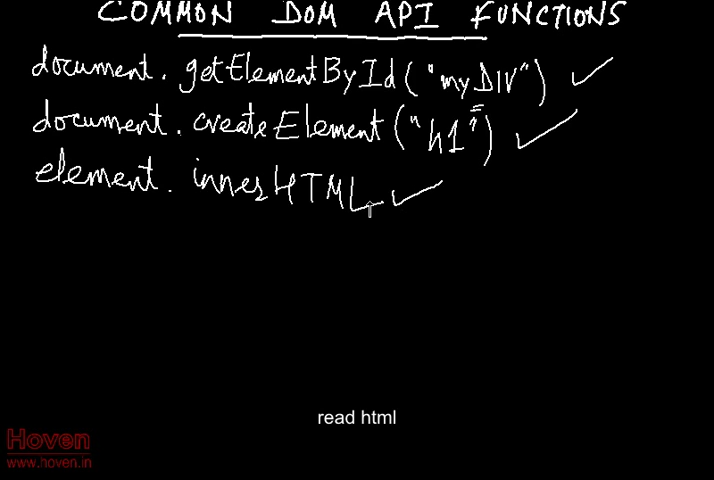 COMMON DOM API FUNCTIONS
document. getElementById("myDIV")
document. createElement("h1")
element. innerHTML
read html
Hoven
www.hoven.in